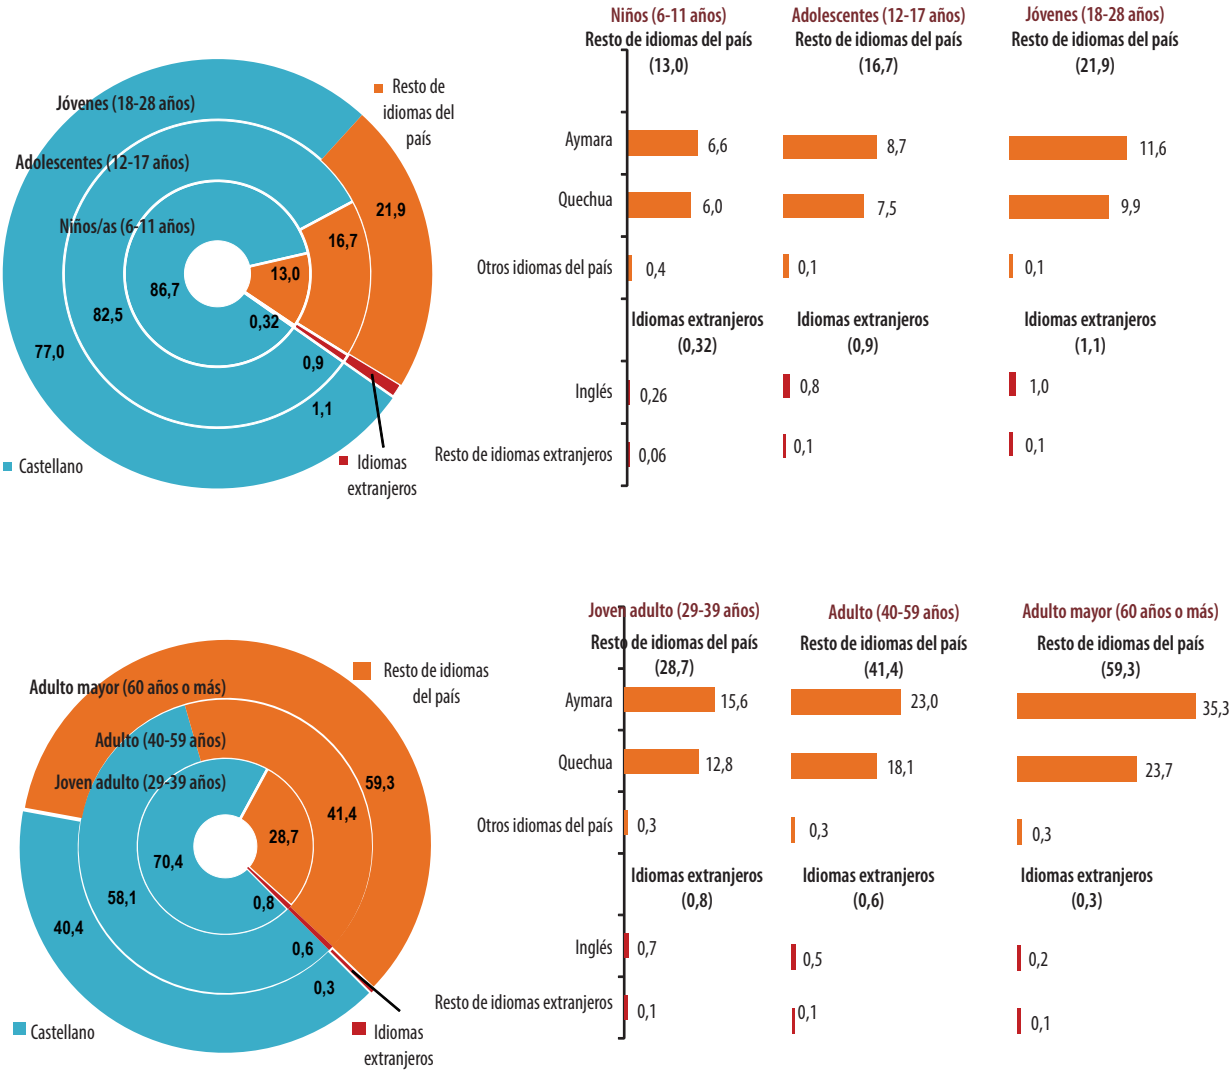 Jóvenes (18-28 años)
Adolescentes (12-17 años)
Niños/as (6-11 años)
Resto de
idiomas del
país
21,9
16,7
13,0
86,7
0,32
82,5
0,9
77,0
1,1
Castellano
Idiomas
extranjeros
Niños (6-11 años)
Resto de idiomas del país
(13,0)
Adolescentes (12-17 años)
Resto de idiomas del país
(16,7)
Jóvenes (18-28 años)
Resto de idiomas del país
(21,9)
Aymara 6,6 8,7 11,6
Quechua 6,0 7,5 9,9
Otros idiomas del país 0,4 0,1 0,1
Idiomas extranjeros
(0,32)
Idiomas extranjeros
(0,9)
Idiomas extranjeros
(1,1)
Inglés 0,26 0,8 1,0
Resto de idiomas extranjeros 0,06 0,1 0,1
Adulto mayor (60 años o más)
Adulto (40-59 años)
Joven adulto (29-39 años)
Resto de idiomas
del país
59,3
41,4
28,7
70,4
0,8
58,1
0,6
40,4
0,3
Castellano
Idiomas
extranjeros
Joven adulto (29-39 años)
Resto de idiomas del país
(28,7)
Adulto (40-59 años)
Resto de idiomas del país
(41,4)
Adulto mayor (60 años o más)
Resto de idiomas del país
(59,3)
Aymara 15,6 23,0 35,3
Quechua 12,8 18,1 23,7
Otros idiomas del país 0,3 0,3 0,3
Idiomas extranjeros
(0,8)
Idiomas extranjeros
(0,6)
Idiomas extranjeros
(0,3)
Inglés 0,7 0,5 0,2
Resto de idiomas extranjeros 0,1 0,1 0,1